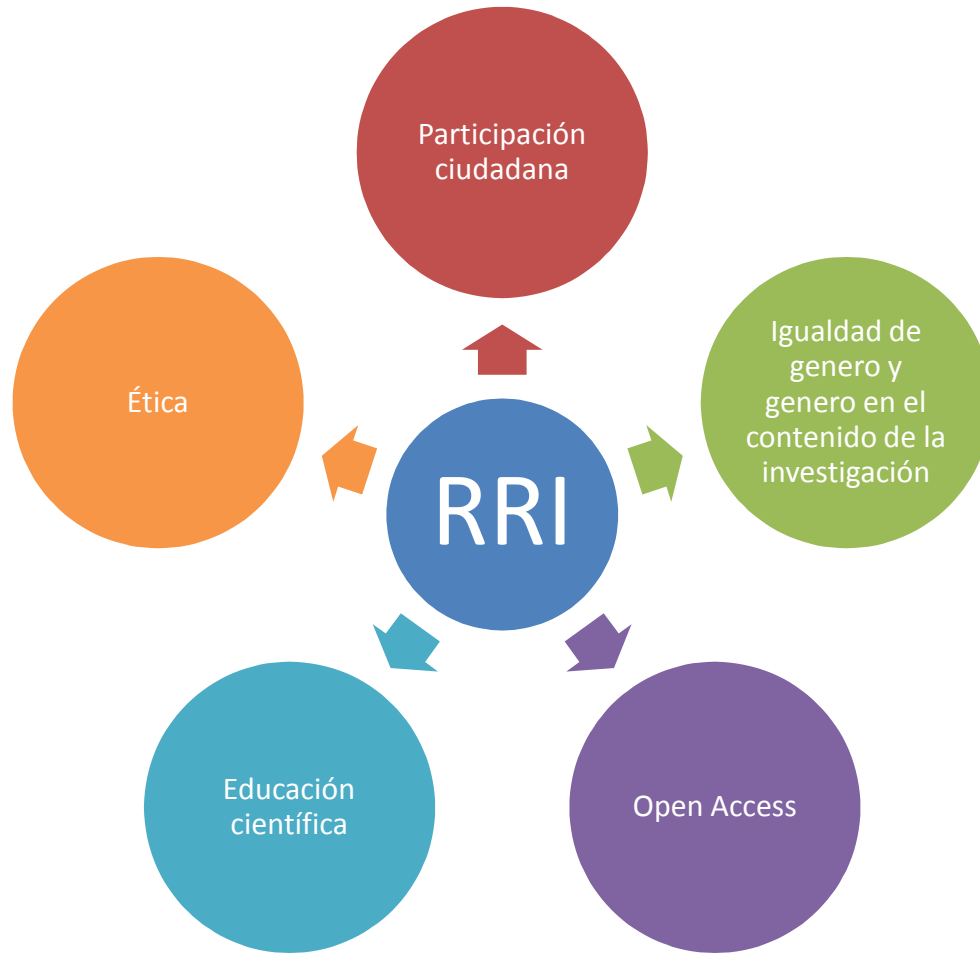 Participación
ciudadana
Igualdad de
genero y
genero en el
contenido de la
investigación
Ética
RRI
Educación
científica
Open Access